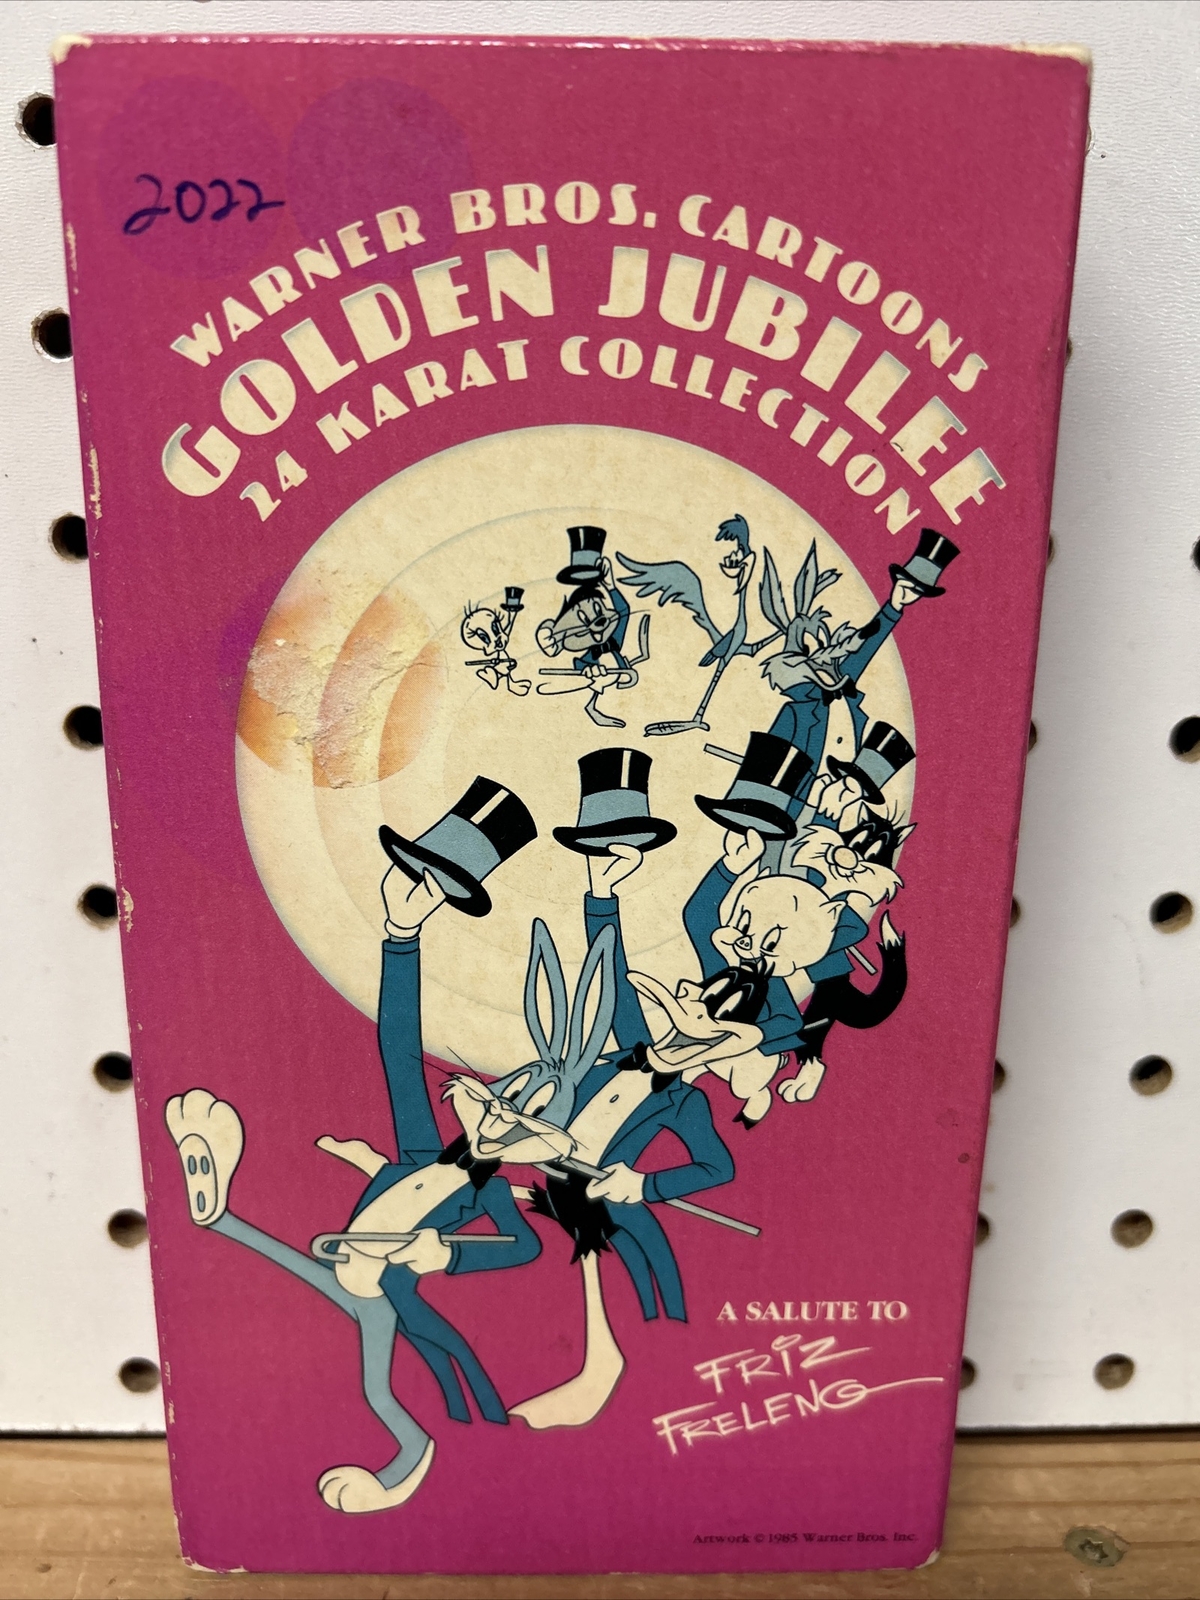 2022
WARNER BROS. CARTOONS
GOLDEN JUBILEE
24 KARAT COLLECTION
A SALUTE TO
FRIZ
FRELENG
Artwork © 1985 Warner Bros. Inc.